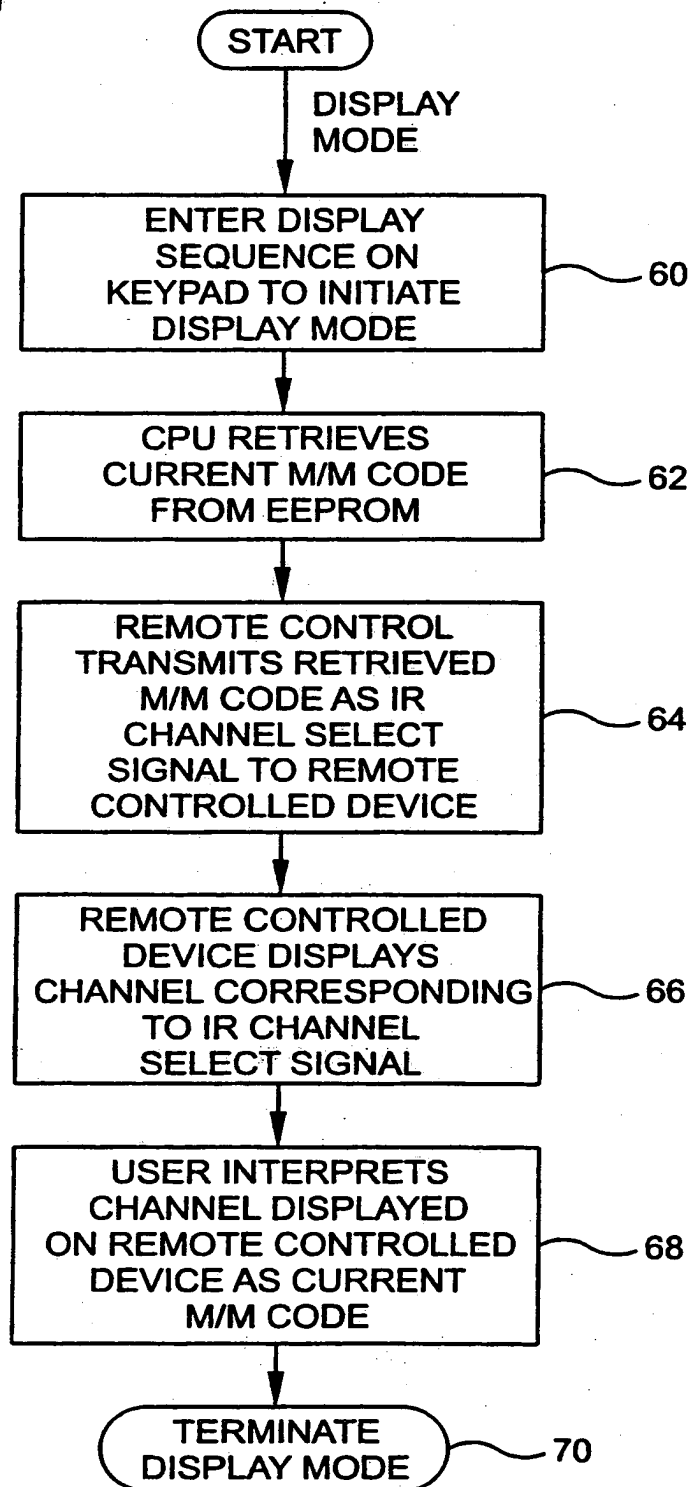 START
DISPLAY
MODE
ENTER DISPLAY
SEQUENCE ON
KEYPAD TO INITIATE
DISPLAY MODE
60
CPU RETRIEVES
CURRENT M/M CODE
FROM EEPROM
62
REMOTE CONTROL
TRANSMITS RETRIEVED
M/M CODE AS IR
CHANNEL SELECT
SIGNAL TO REMOTE
CONTROLLED DEVICE
64
REMOTE CONTROLLED
DEVICE DISPLAYS
CHANNEL CORRESPONDING
TO IR CHANNEL
SELECT SIGNAL
66
USER INTERPRETS
CHANNEL DISPLAYED
ON REMOTE CONTROLLED
DEVICE AS CURRENT
M/M CODE
68
TERMINATE
DISPLAY MODE
70